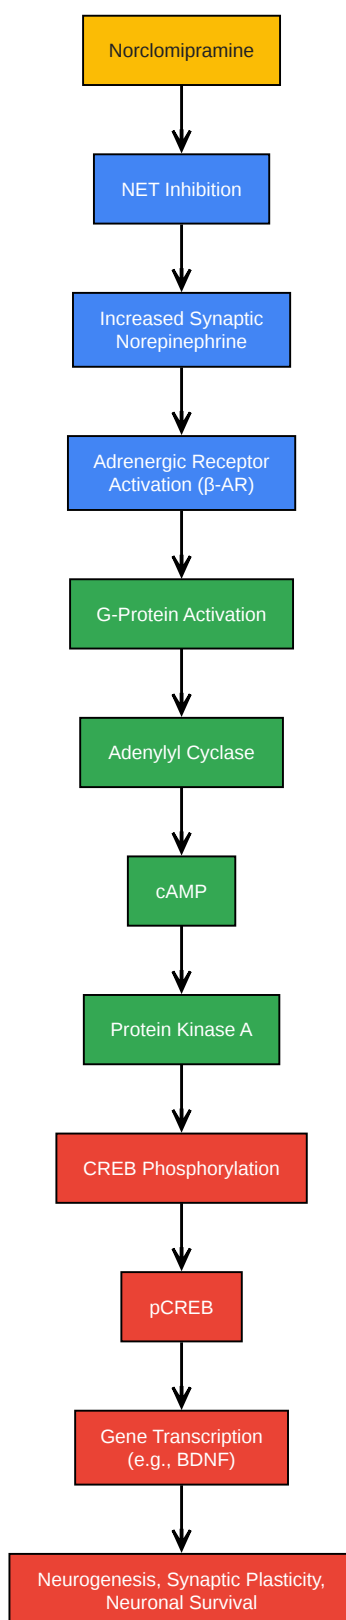 Norclomipramine
NET Inhibition
Increased Synaptic
Norepinephrine
Adrenergic Receptor
Activation (β-AR)
G-Protein Activation
Adenylyl Cyclase
cAMP
Protein Kinase A
CREB Phosphorylation
pCREB
Gene Transcription
(e.g., BDNF)
Neurogenesis, Synaptic Plasticity,
Neuronal Survival